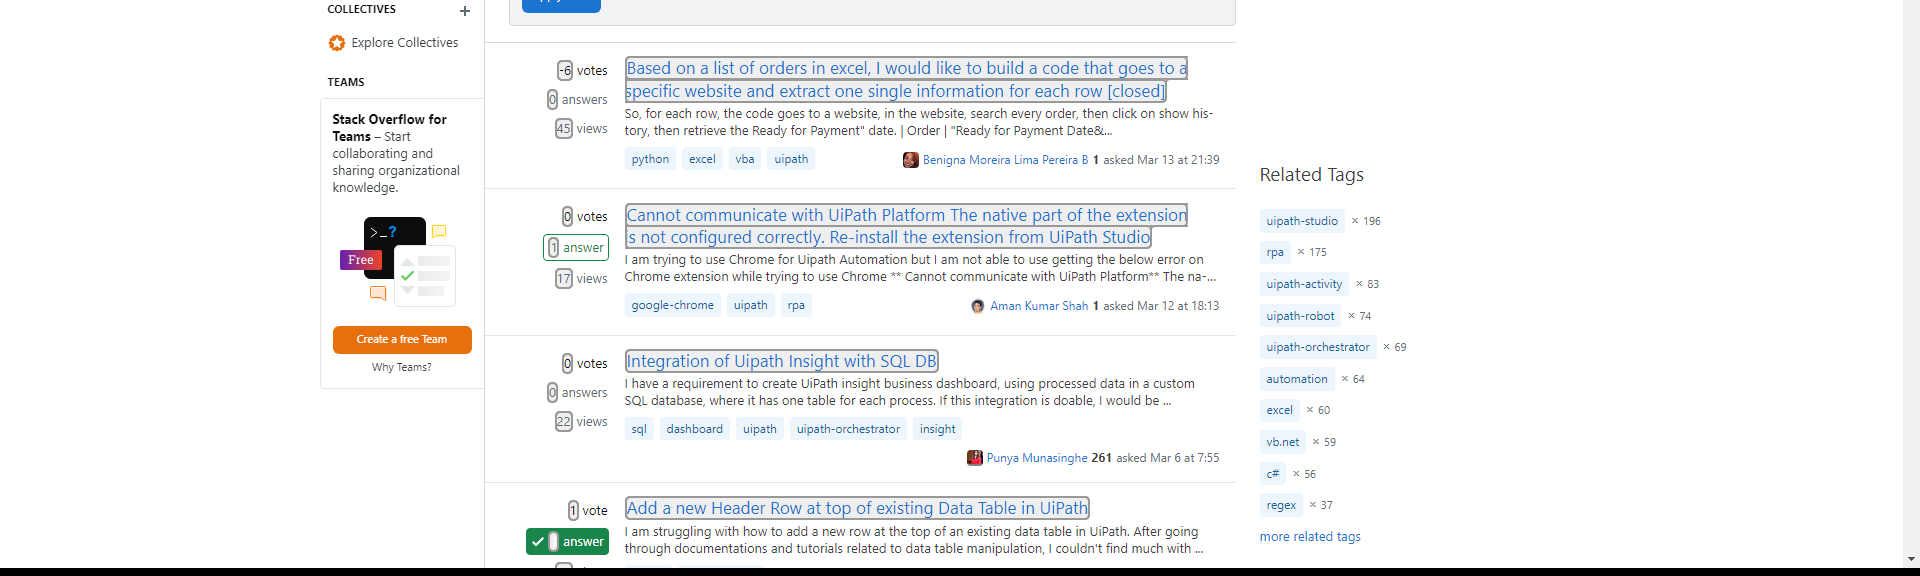 COLLECTIVES +
Explore Collectives
TEAMS
Stack Overflow for
Teams – Start
collaborating and
sharing organizational
knowledge.
>_?
Free
Create a free Team
Why Teams?
-6 votes
0 answers
45 views
Based on a list of orders in excel, I would like to build a code that goes to a
specific website and extract one single information for each row [closed]
So, for each row, the code goes to a website, in the website, search every order, then click on show his-
tory, then retrieve the Ready for Payment" date. | Order | "Ready for Payment Date&...
python excel vba uipath
Benigna Moreira Lima Pereira B 1 asked Mar 13 at 21:39
0 votes
1 answer
17 views
Cannot communicate with UiPath Platform The native part of the extension
is not configured correctly. Re-install the extension from UiPath Studio
I am trying to use Chrome for Uipath Automation but I am not able to use getting the below error on
Chrome extension while trying to use Chrome ** Cannot communicate with UiPath Platform** The na-...
google-chrome uipath rpa
Aman Kumar Shah 1 asked Mar 12 at 18:13
0 votes
0 answers
22 views
Integration of Uipath Insight with SQL DB
I have a requirement to create UiPath insight business dashboard, using processed data in a custom
SQL database, where it has one table for each process. If this integration is doable, I would be ...
sql dashboard uipath uipath-orchestrator insight
Punya Munasinghe 261 asked Mar 6 at 7:55
1 vote
answer
Add a new Header Row at top of existing Data Table in UiPath
I am struggling with how to add a new row at the top of an existing data table in UiPath. After going
through documentations and tutorials related to data table manipulation, I couldn't find much with ...
Related Tags
uipath-studio × 196
rpa × 175
uipath-activity × 83
uipath-robot × 74
uipath-orchestrator × 69
automation × 64
excel × 60
vb.net × 59
c# × 56
regex × 37
more related tags